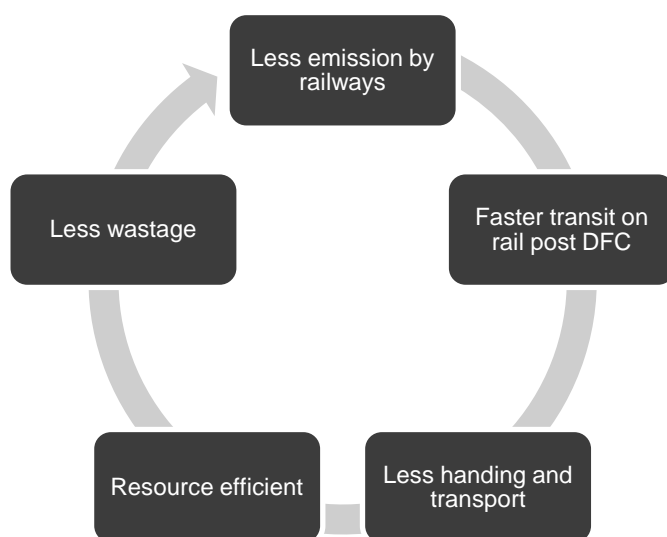 Less emission by
railways
Faster transit on
rail post DFC
Less handing and
transport
Resource efficient
Less wastage